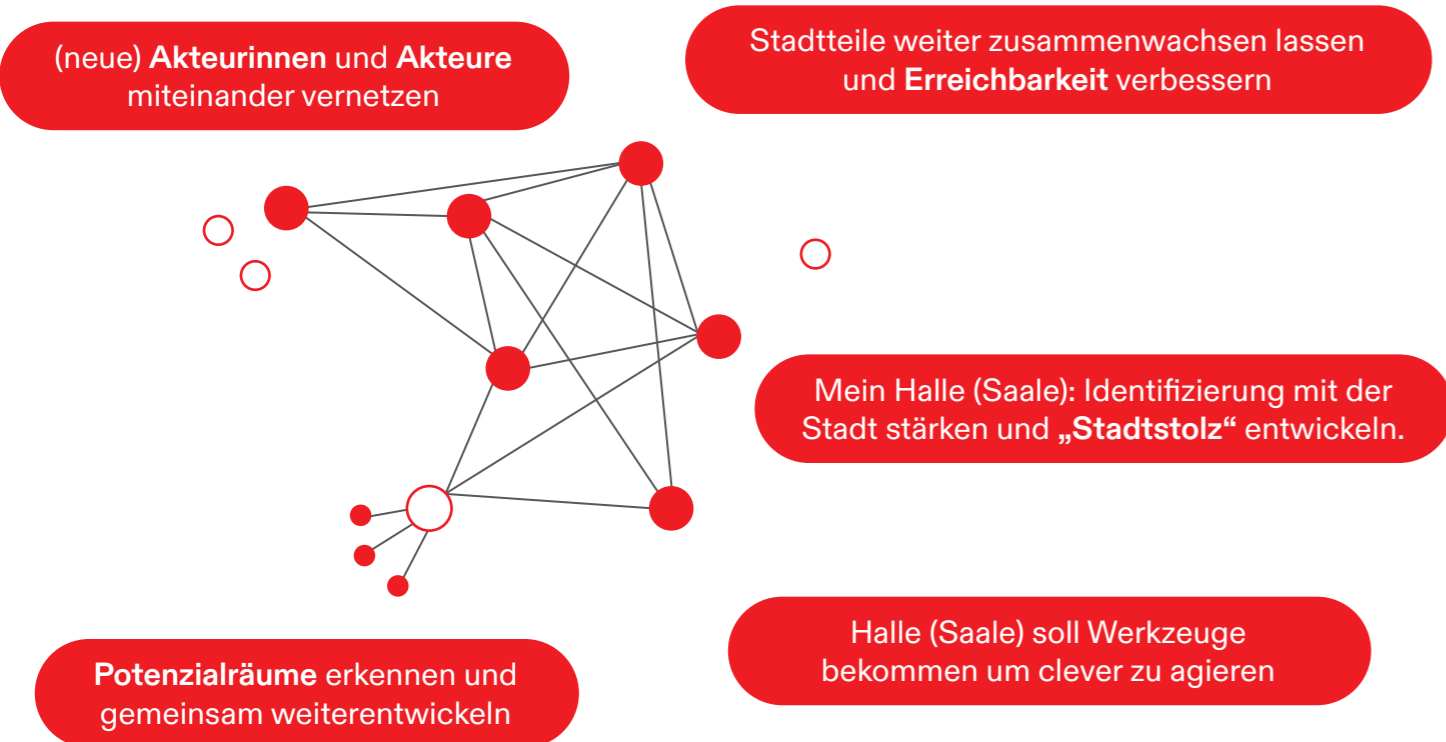 (neue) Akteurinnen und Akteure
miteinander vernetzen
Stadtteile weiter zusammenwachsen lassen
und Erreichbarkeit verbessern
Mein Halle (Saale): Identifizierung mit der
Stadt stärken und „Stadtstolz“ entwickeln.
Potenzialräume erkennen und
gemeinsam weiterentwickeln
Halle (Saale) soll Werkzeuge
bekommen um clever zu agieren